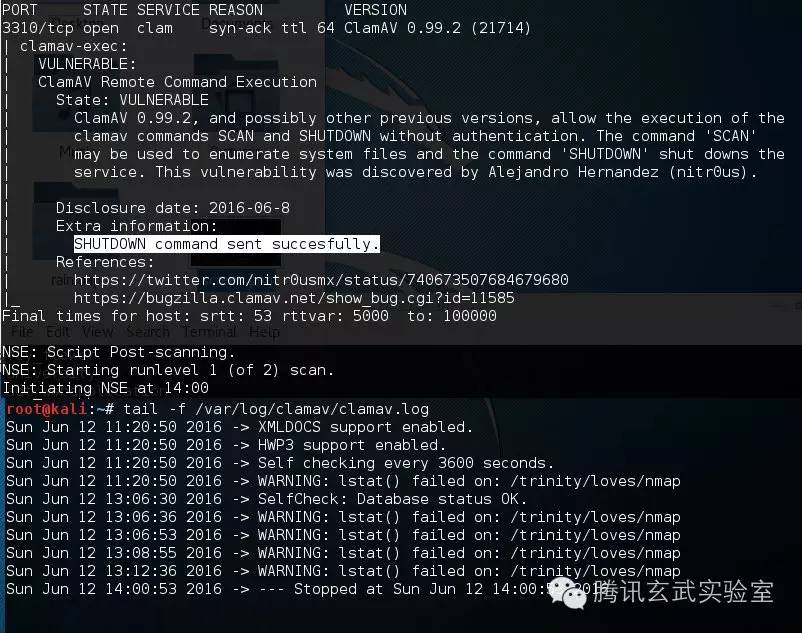 PORT STATE SERVICE REASON VERSION
3310/tcp open clam syn-ack ttl 64 ClamAV 0.99.2 (21714)
| clamav-exec:
| VULNERABLE:
| ClamAV Remote Command Execution
| State: VULNERABLE
| ClamAV 0.99.2, and possibly other previous versions, allow the execution of the
| clamav commands SCAN and SHUTDOWN without authentication. The command 'SCAN'
| may be used to enumerate system files and the command 'SHUTDOWN' shut downs the
| service. This vulnerability was discovered by Alejandro Hernandez (nitr0us).
|
| Disclosure date: 2016-06-8
| Extra information:
| SHUTDOWN command sent succesfully.
| References:
| https://twitter.com/nitr0usmx/status/740673507684679680
|_ https://bugzilla.clamav.net/show_bug.cgi?id=11585
Final times for host: srtt: 53 rttvar: 5000 to: 100000
File Edit View Search Terminal Help
NSE: Script Post-scanning.
NSE: Starting runlevel 1 (of 2) scan.
Initiating NSE at 14:00
root@kali:~# tail -f /var/log/clamav/clamav.log
Sun Jun 12 11:20:50 2016 -> XMLDOCS support enabled.
Sun Jun 12 11:20:50 2016 -> HWP3 support enabled.
Sun Jun 12 11:20:50 2016 -> Self checking every 3600 seconds.
Sun Jun 12 11:20:50 2016 -> WARNING: lstat() failed on: /trinity/loves/nmap
Sun Jun 12 13:06:30 2016 -> SelfCheck: Database status OK.
Sun Jun 12 13:06:36 2016 -> WARNING: lstat() failed on: /trinity/loves/nmap
Sun Jun 12 13:06:53 2016 -> WARNING: lstat() failed on: /trinity/loves/nmap
Sun Jun 12 13:08:55 2016 -> WARNING: lstat() failed on: /trinity/loves/nmap
Sun Jun 12 13:12:36 2016 -> WARNING: lstat() failed on: /trinity/loves/nmap
Sun Jun 12 14:00:53 2016 -> --- Stopped at Sun Jun 12
腾讯玄武实验室